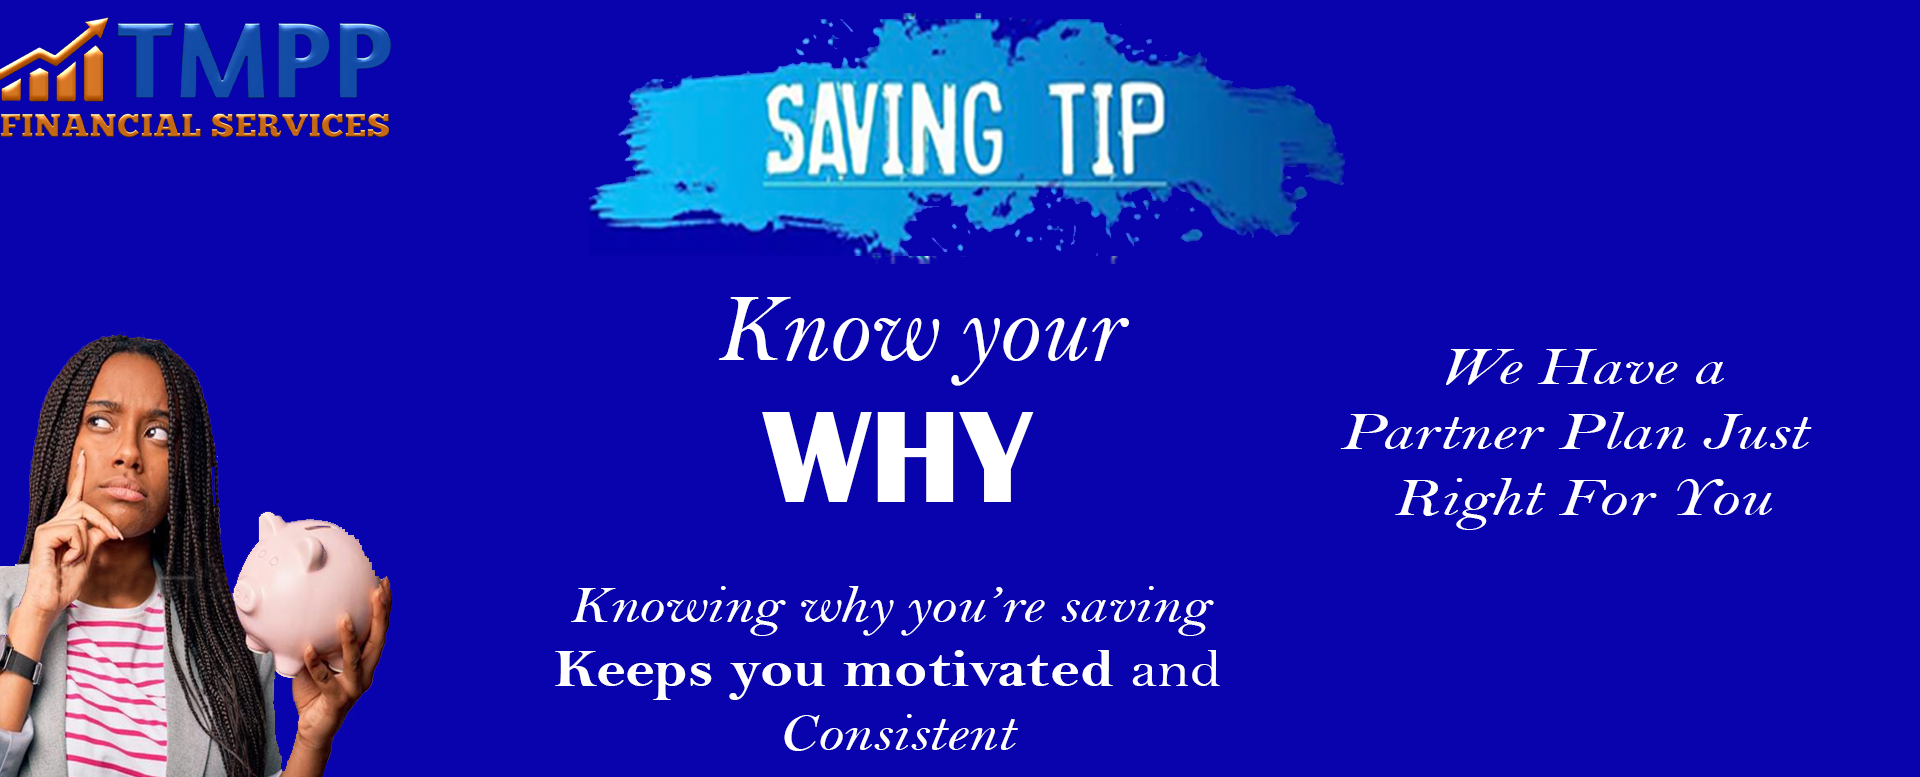 TMPP
FINANCIAL SERVICES
SAVING TIP
Know your
WHY
Knowing why you’re saving
Keeps you motivated and
Consistent
We Have a
Partner Plan Just
Right For You